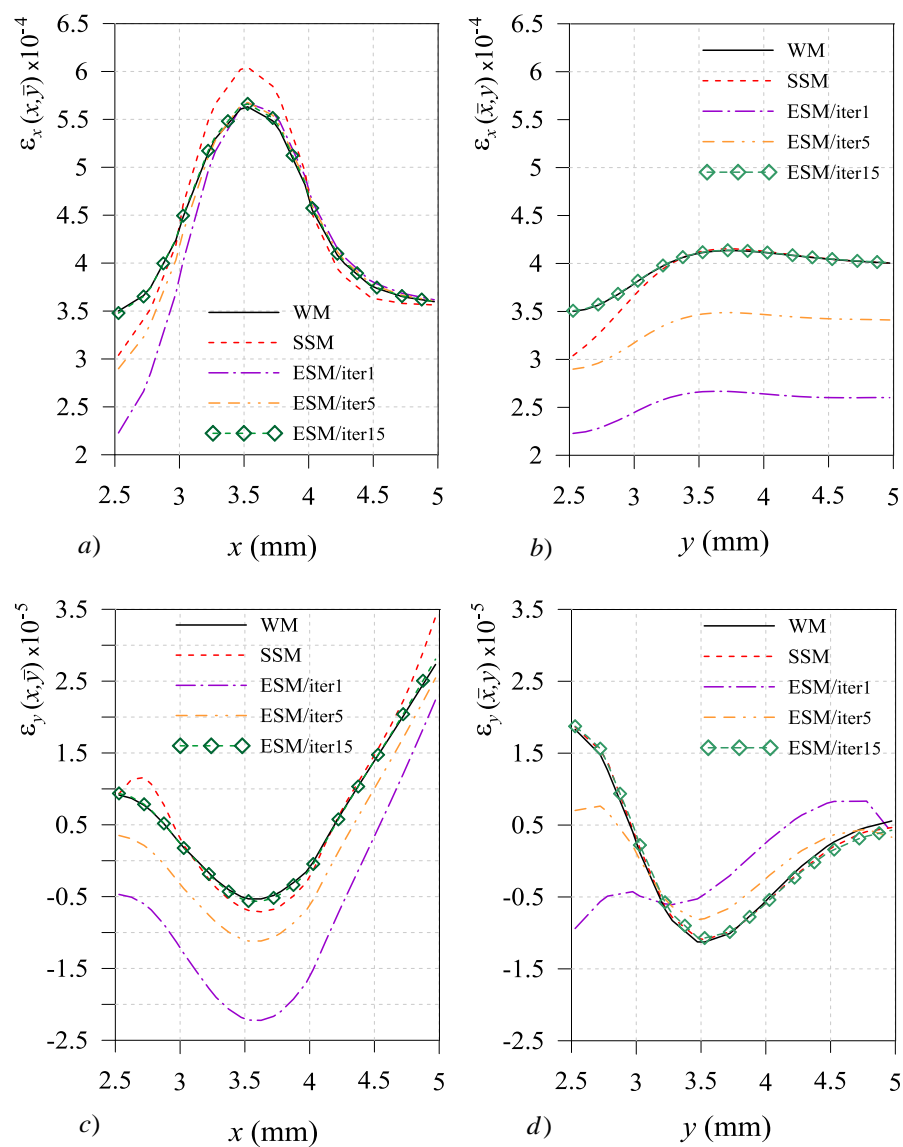 ε_x (x,ȳ) x10⁻⁴
6.5
6
5.5
5
4.5
4
3.5
3
2.5
2
WM
SSM
ESM/iter1
ESM/iter5
ESM/iter15
2.5 3 3.5 4 4.5 5
a) x (mm)
ε_x (x̄,y) x10⁻⁴
6.5
6
5.5
5
4.5
4
3.5
3
2.5
2
WM
SSM
ESM/iter1
ESM/iter5
ESM/iter15
2.5 3 3.5 4 4.5 5
b) y (mm)
ε_y (x,ȳ) x10⁻⁵
3.5
2.5
1.5
0.5
-0.5
-1.5
-2.5
WM
SSM
ESM/iter1
ESM/iter5
ESM/iter15
2.5 3 3.5 4 4.5 5
c) x (mm)
ε_y (x̄,y) x10⁻⁵
3.5
2.5
1.5
0.5
-0.5
-1.5
-2.5
WM
SSM
ESM/iter1
ESM/iter5
ESM/iter15
2.5 3 3.5 4 4.5 5
d) y (mm)